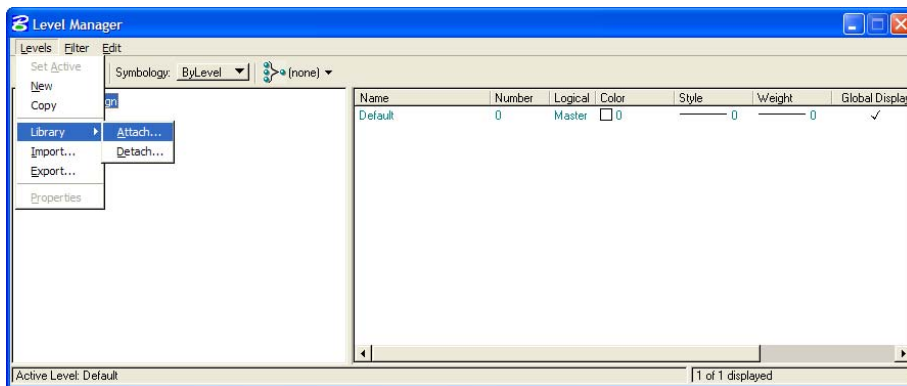 Level Manager
Levels Filter Edit
Set Active
New
Copy
Library
Import...
Export...
Properties
Attach...
Detach...
Symbology: ByLevel (none)
gn
Name Number Logical Color Style Weight Global Display
Default 0 Master 0 0 0
Active Level: Default
1 of 1 displayed